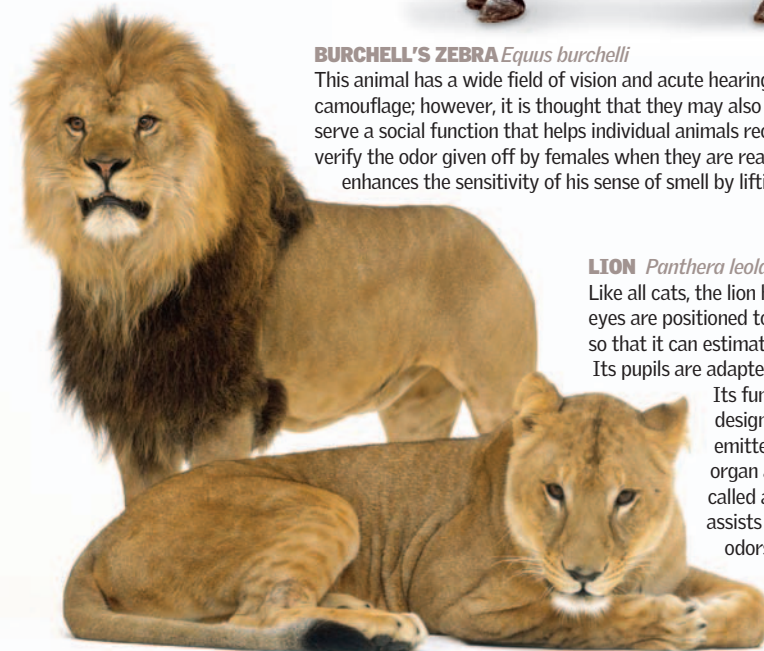 BURCHELL'S ZEBRA Equus burchelli
This animal has a wide field of vision and acute hearing
camouflage; however, it is thought that they may also
serve a social function that helps individual animals rec
verify the odor given off by females when they are rea
enhances the sensitivity of his sense of smell by lifti
LION Panthera leola
Like all cats, the lion
eyes are positioned to
so that it can estimat
Its pupils are adapte
Its
design
emitte
organ
called a
assists
odors